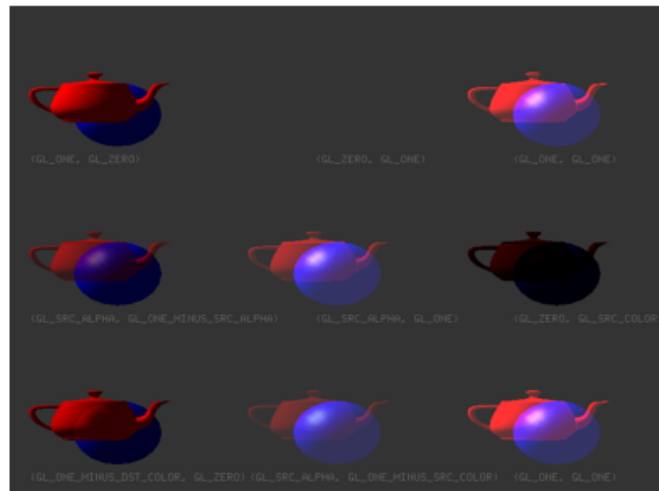 (GL_ONE, GL_ZERO)
(GL_ZERO, GL_ONE)
(GL_ONE, GL_ONE)
(GL_SRC_ALPHA, GL_ONE_MINUS_SRC_ALPHA)
(GL_SRC_ALPHA, GL_ONE)
(GL_ZERO, GL_SRC_COLOR
(GL_ONE_MINUS_DST_COLOR, GL_ZERO)
(GL_SRC_ALPHA, GL_ONE_MINUS_SRC_COLOR)
(GL_ONE, GL_ONE)